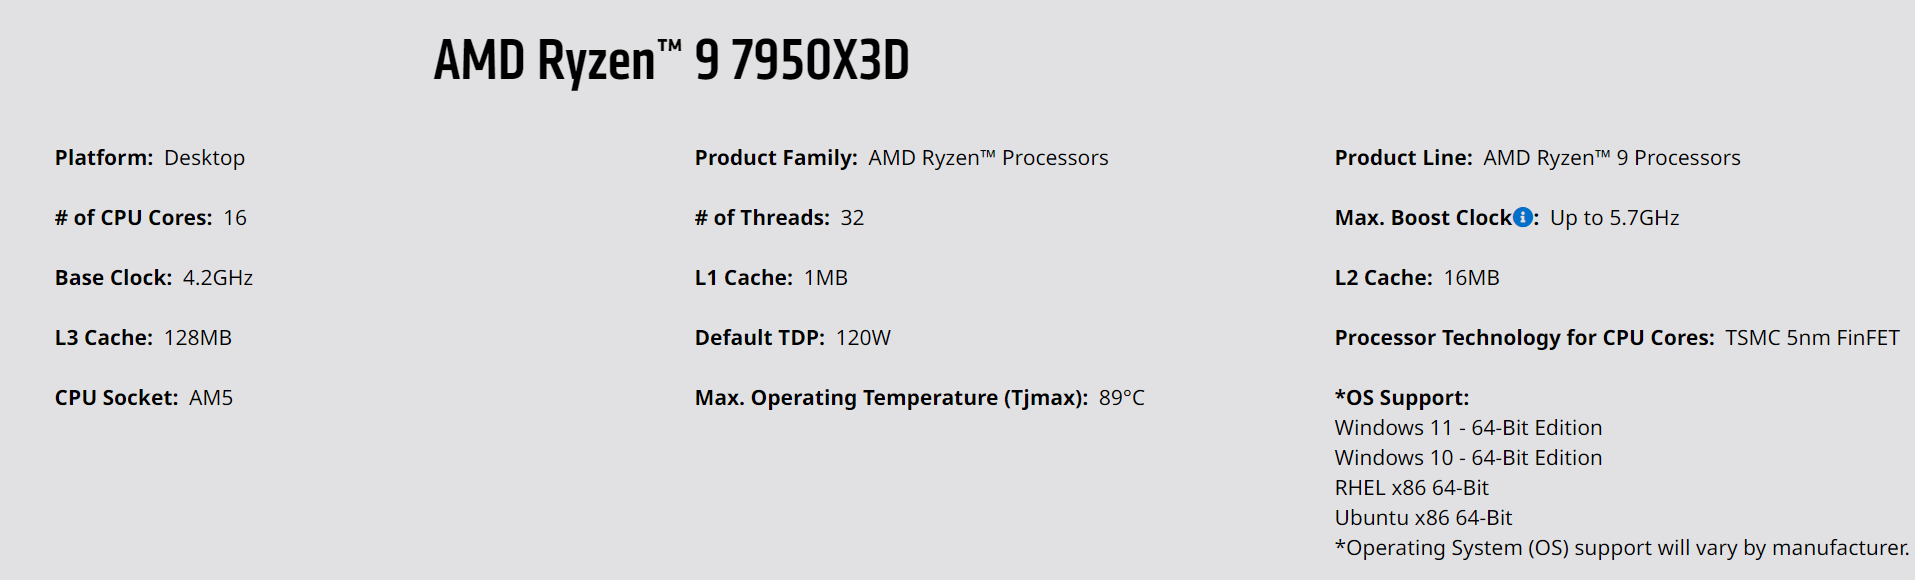 AMD Ryzen™ 9 7950X3D
Platform: Desktop
Product Family: AMD Ryzen™ Processors
Product Line: AMD Ryzen™ 9 Processors
# of CPU Cores: 16
# of Threads: 32
Max. Boost Clock: Up to 5.7GHz
Base Clock: 4.2GHz
L1 Cache: 1MB
L2 Cache: 16MB
L3 Cache: 128MB
Default TDP: 120W
Processor Technology for CPU Cores: TSMC 5nm FinFET
CPU Socket: AM5
Max. Operating Temperature (Tjmax): 89°C
*OS Support:
Windows 11 - 64-Bit Edition
Windows 10 - 64-Bit Edition
RHEL x86 64-Bit
Ubuntu x86 64-Bit
*Operating System (OS) support will vary by manufacturer.